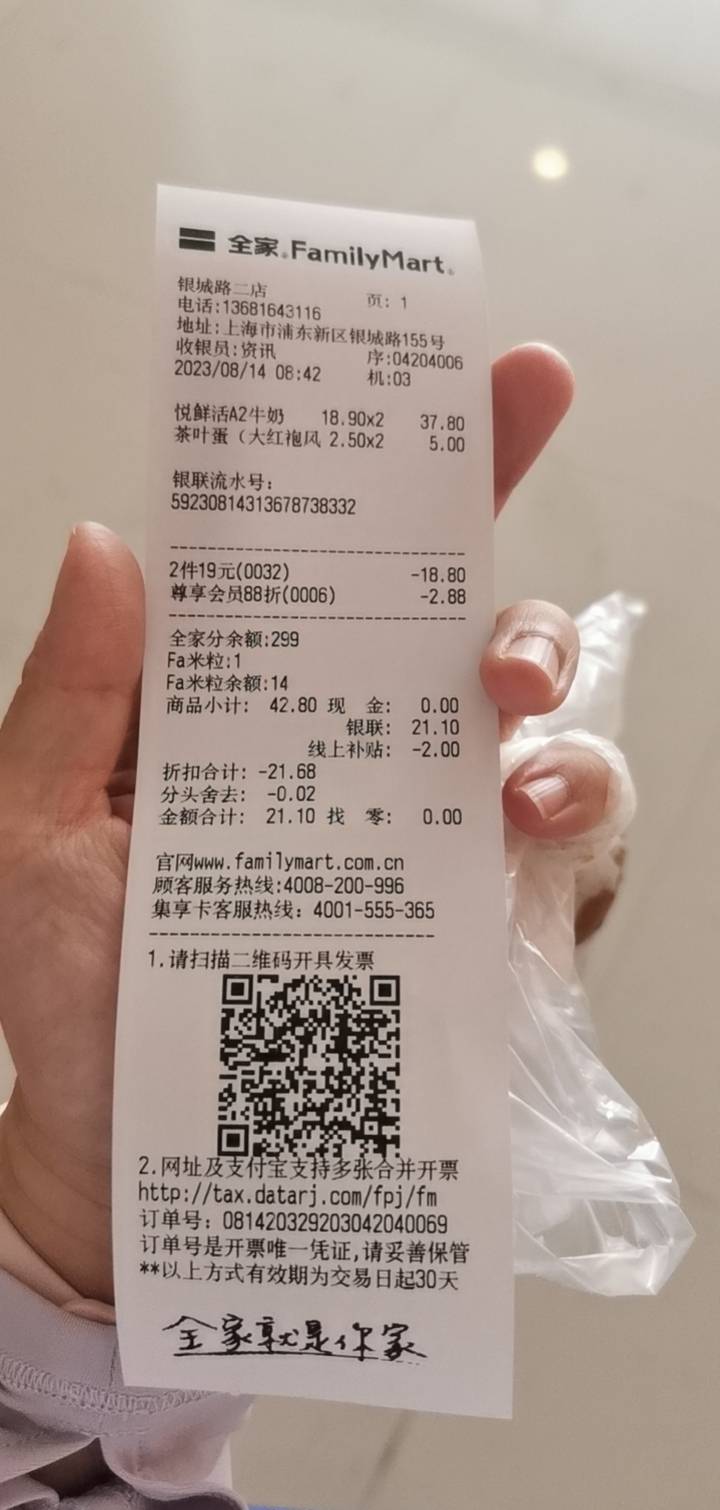 全家®FamilyMart®
银城路二店 页: 1
电话:13681643116
地址:上海市浦东新区银城路155号
收银员:资讯 序:04204006
2023/08/14 08:42 机:03
悦鲜活A2牛奶 18.90x2 37.80
茶叶蛋（大红袍风 2.50x2 5.00
银联流水号:
59230814313678738332
2件19元(0032) -18.80
尊享会员88折(0006) -2.88
全家分余额:299
Fa米粒:1
Fa米粒余额:14
商品小计: 42.80 现 金: 0.00
银联: 21.10
线上补贴: -2.00
折扣合计: -21.68
分头舍去: -0.02
金额合计: 21.10 找 零: 0.00
官网www.familymart.com.cn
顾客服务热线:4008-200-996
集享卡客服热线: 4001-555-365
1.请扫描二维码开具发票
2.网址及支付宝支持多张合并开票
http://tax.datarj.com/fpj/fm
订单号: 081420329203042040069
订单号是开票唯一凭证,请妥善保管
**以上方式有效期为交易日起30天
全家就是你家